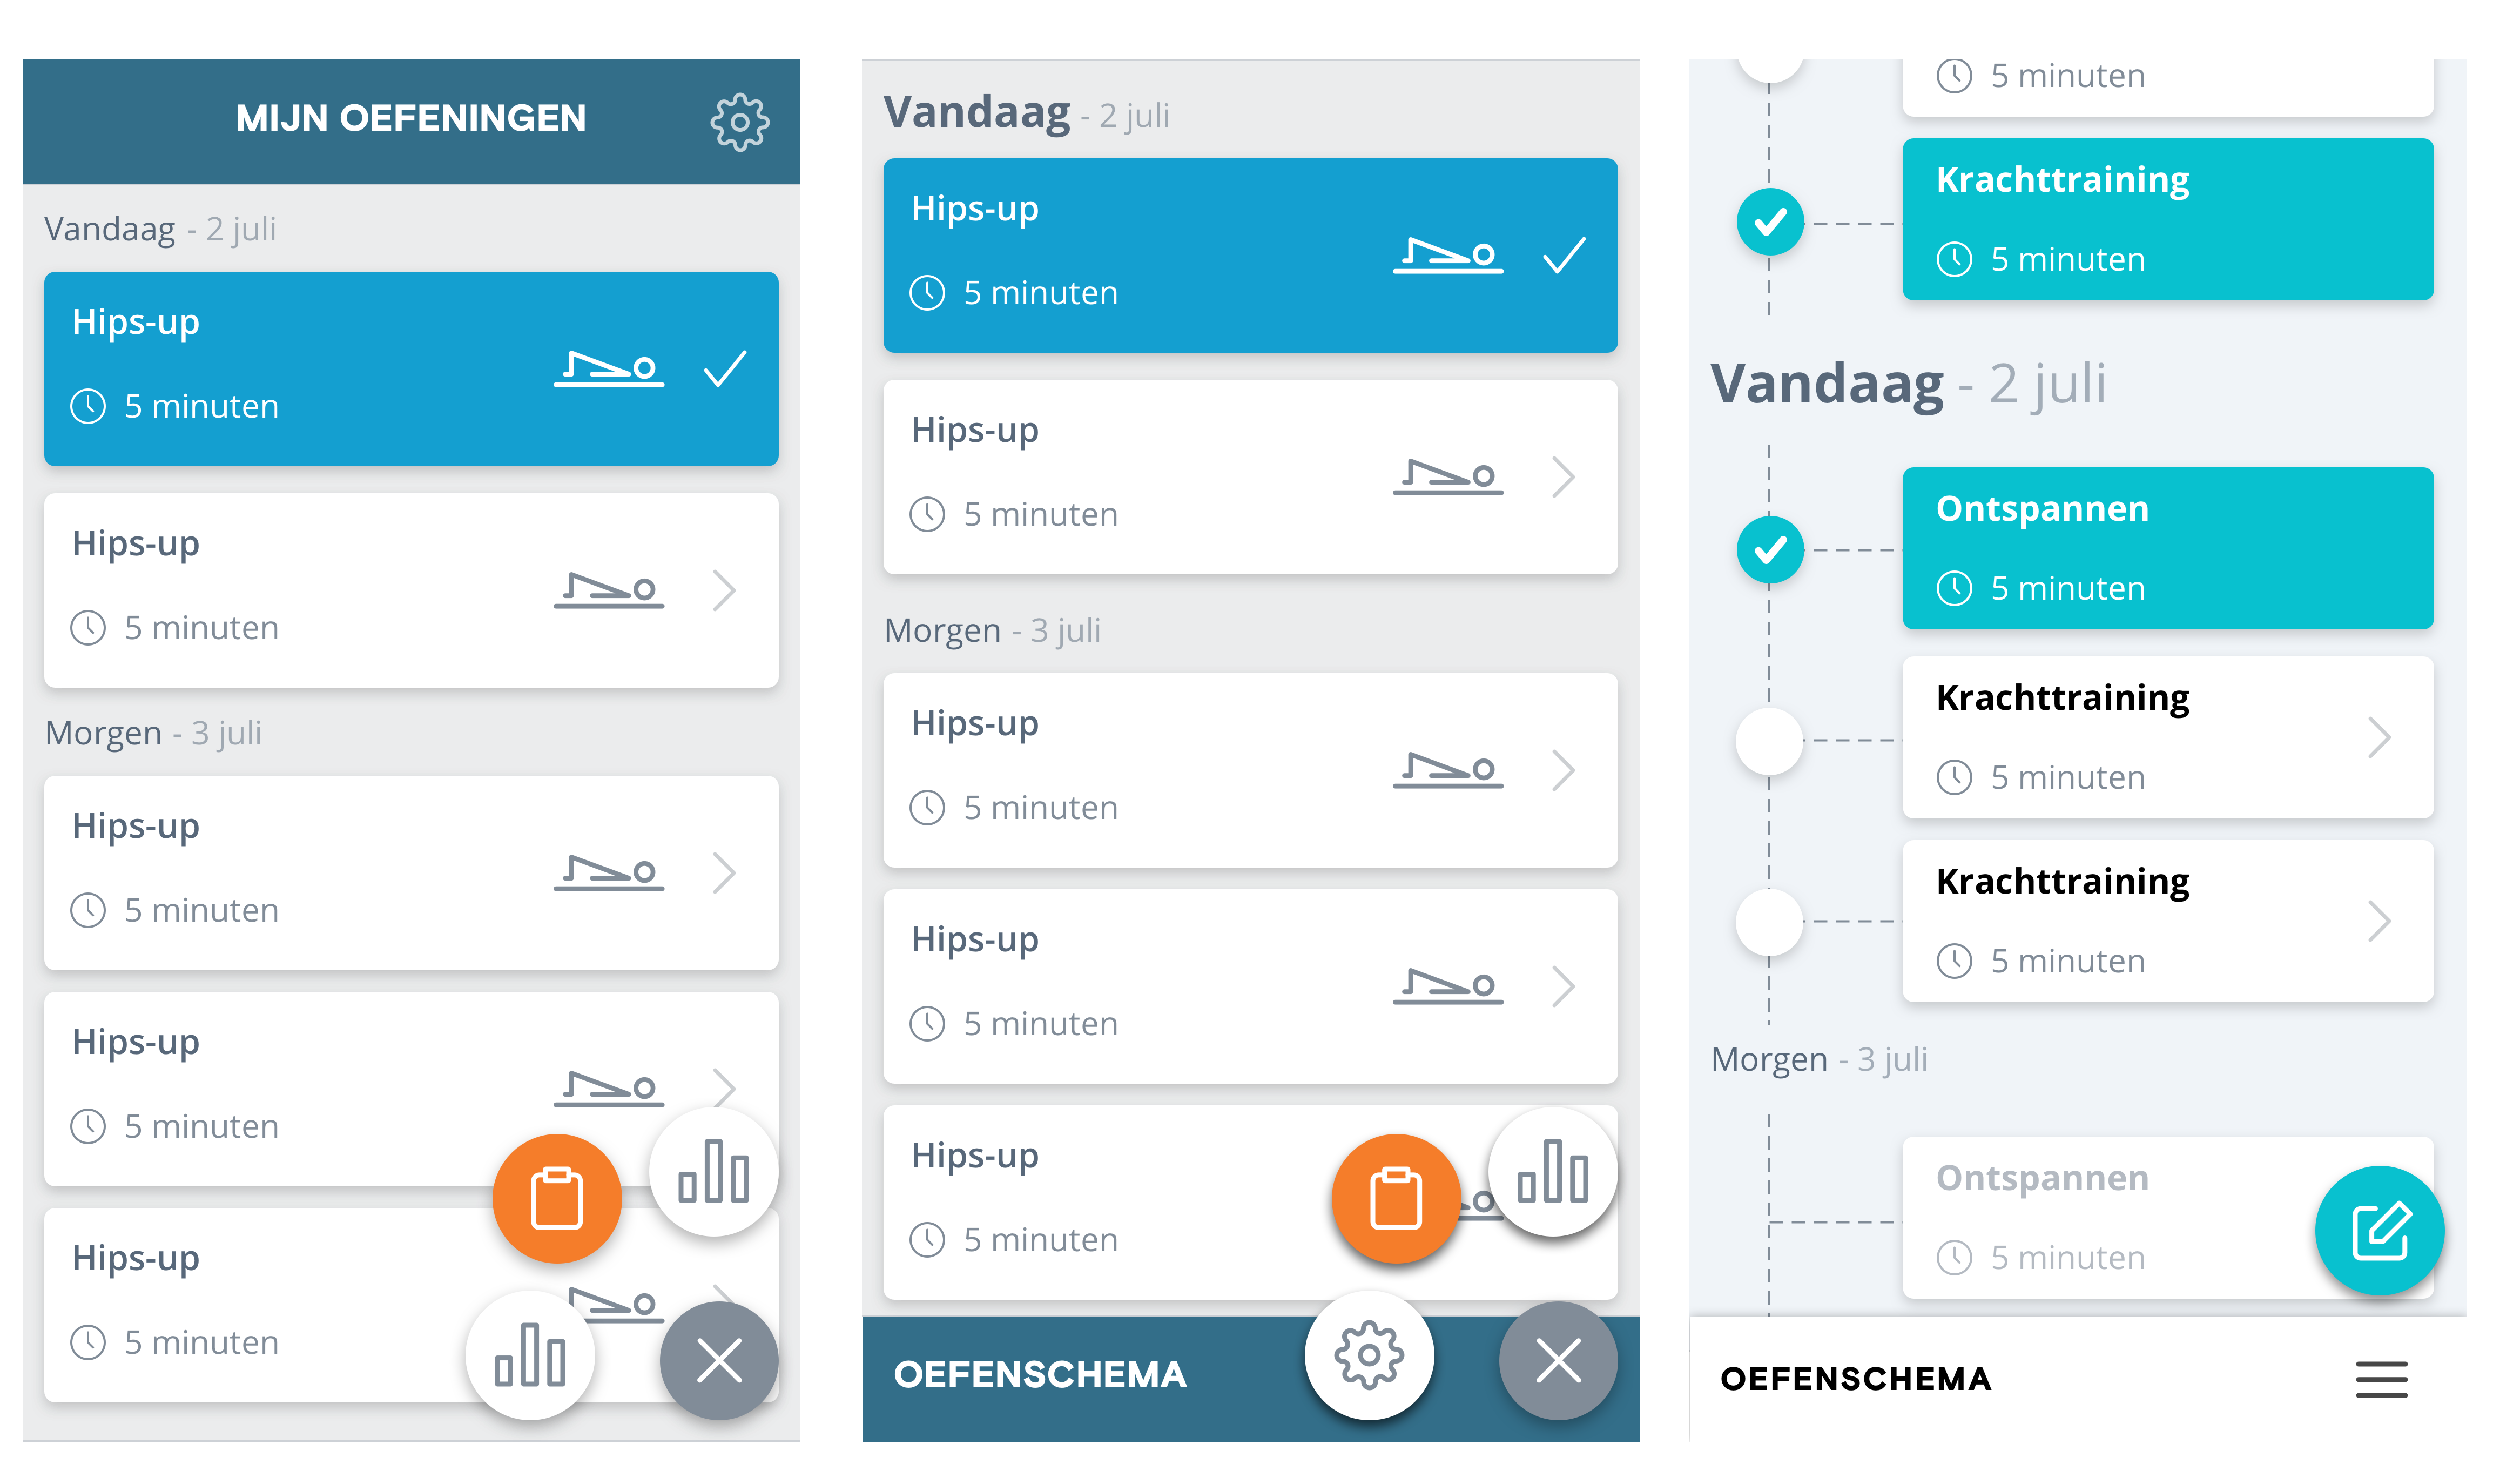 MIJN OEFENINGEN
Vandaag - 2 juli
Hips-up
5 minuten
Hips-up
5 minuten
Morgen - 3 juli
Hips-up
5 minuten
Hips-up
5 minuten
Hips-up
5 minuten
Vandaag - 2 juli
Hips-up
5 minuten
Hips-up
5 minuten
Morgen - 3 juli
Hips-up
5 minuten
Hips-up
5 minuten
Hips-up
5 minuten
OEFENSCHEMA
5 minuten
Krachttraining
5 minuten
Vandaag - 2 juli
Ontspannen
5 minuten
Krachttraining
5 minuten
Krachttraining
5 minuten
Morgen - 3 juli
Ontspannen
5 minuten
OEFENSCHEMA